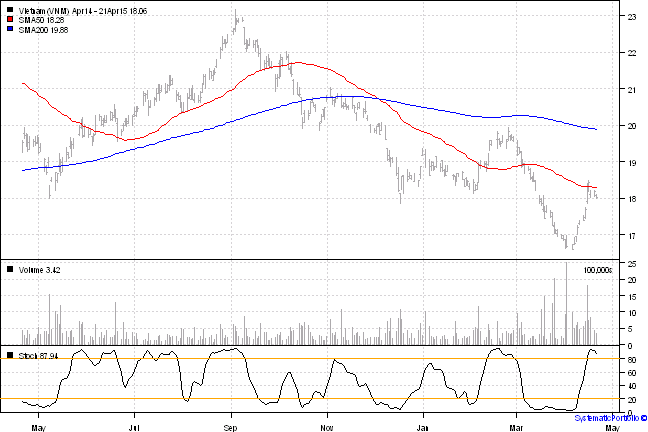 Vietnam (VNM) Apr14 - 21Apr15 18.06
SMA50 18.28
SMA200 19.88
23
22
21
20
19
18
17
Volume 3.42
100,000s
25
20
15
10
5
0
Stoch 87.94
80
60
40
20
0
SystematicPortfolio ©
May Jul Sep Nov Jan Mar May